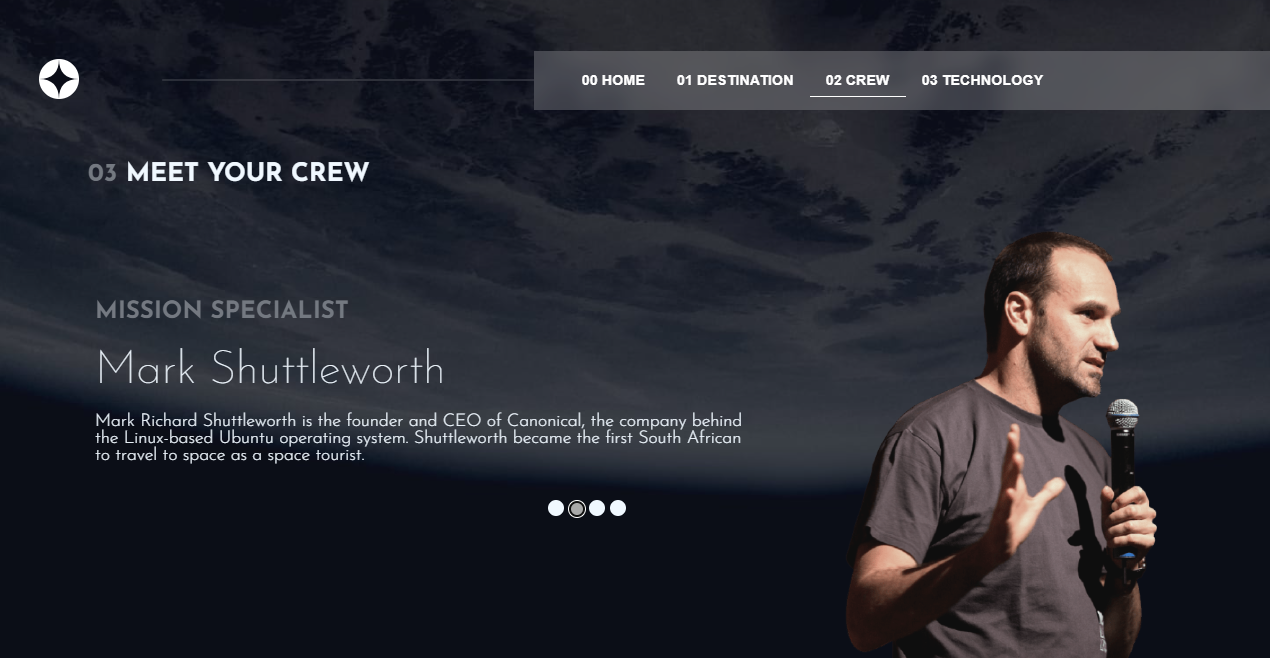 00 HOME 01 DESTINATION 02 CREW 03 TECHNOLOGY
03 MEET YOUR CREW
MISSION SPECIALIST
Mark Shuttleworth
Mark Richard Shuttleworth is the founder and CEO of Canonical, the company behind
the Linux-based Ubuntu operating system. Shuttleworth became the first South African
to travel to space as a space tourist.